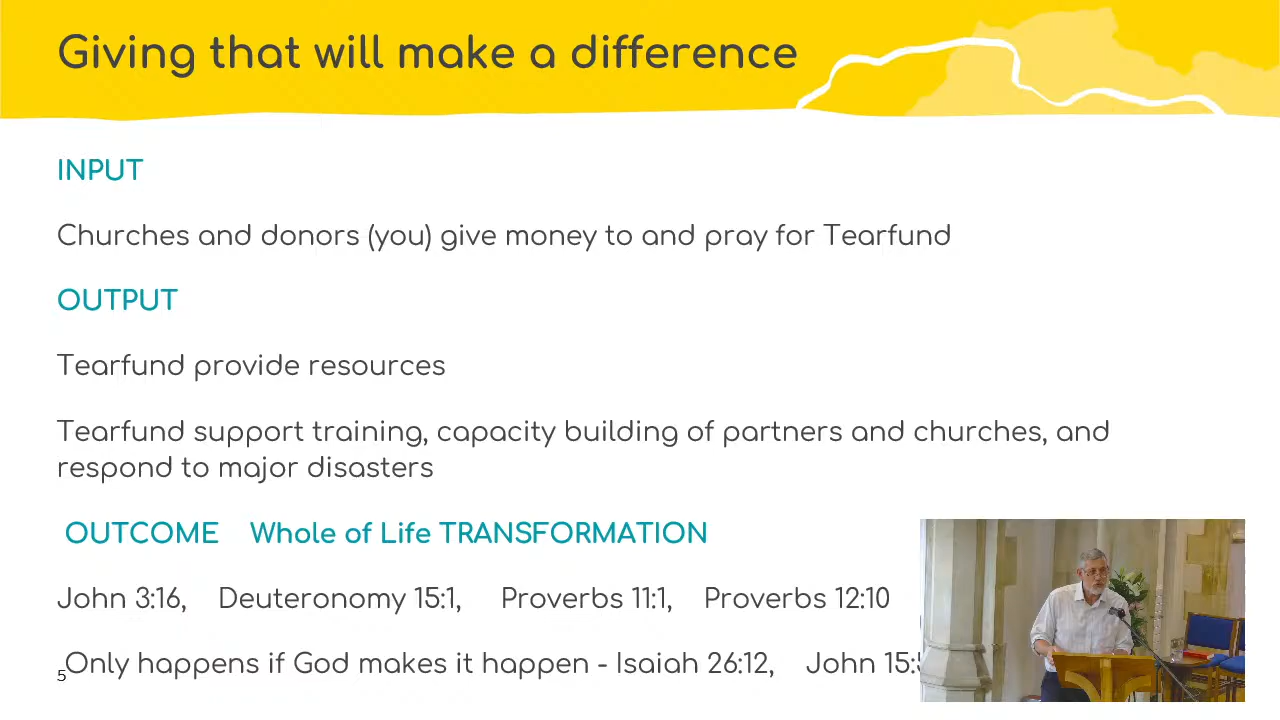 Giving that will make a difference
INPUT
Churches and donors (you) give money to and pray for Tearfund
OUTPUT
Tearfund provide resources
Tearfund support training, capacity building of partners and churches, and
respond to major disasters
OUTCOME Whole of Life TRANSFORMATION
John 3:16, Deuteronomy 15:1, Proverbs 11:1, Proverbs 12:10
Only happens if God makes it happen - Isaiah 26:12, John 15:5
5